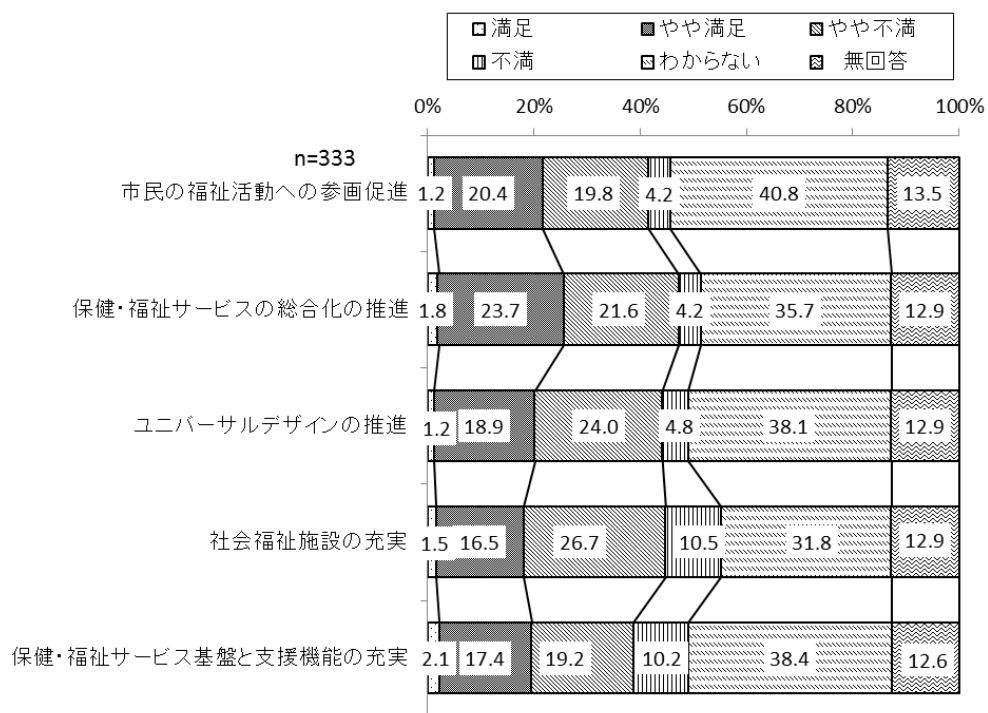 満足 やや満足 やや不満
不満 わからない 無回答
0% 20% 40% 60% 80% 100%
n=333
市民の福祉活動への参画促進 1.2 20.4 19.8 4.2 40.8 13.5
保健・福祉サービスの総合化の推進 1.8 23.7 21.6 4.2 35.7 12.9
ユニバーサルデザインの推進 1.2 18.9 24.0 4.8 38.1 12.9
社会福祉施設の充実 1.5 16.5 26.7 10.5 31.8 12.9
保健・福祉サービス基盤と支援機能の充実 2.1 17.4 19.2 10.2 38.4 12.6